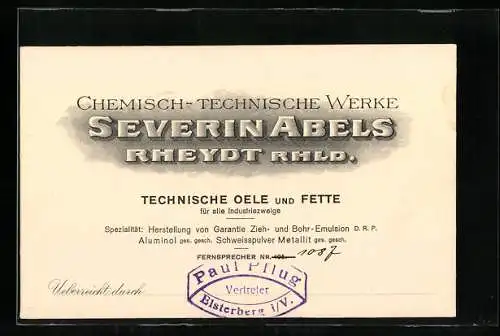 CHEMISCH-TECHNISCHE WERKE
SEVERIN ABELS
RHEYDT RHLD.
TECHNISCHE OELE UND FETTE
für alle Industriezweige
Spezialität: Herstellung von Garantie Zieh- und Bohr-Emulsion D. R. P.
Aluminol ges. gesch. Schweisspulver Metallit ges. gesch.
FERNSPRECHER NR. 1087
Paul Pflug
Vertreter
Elsterberg i/V.
Ueberreicht durch